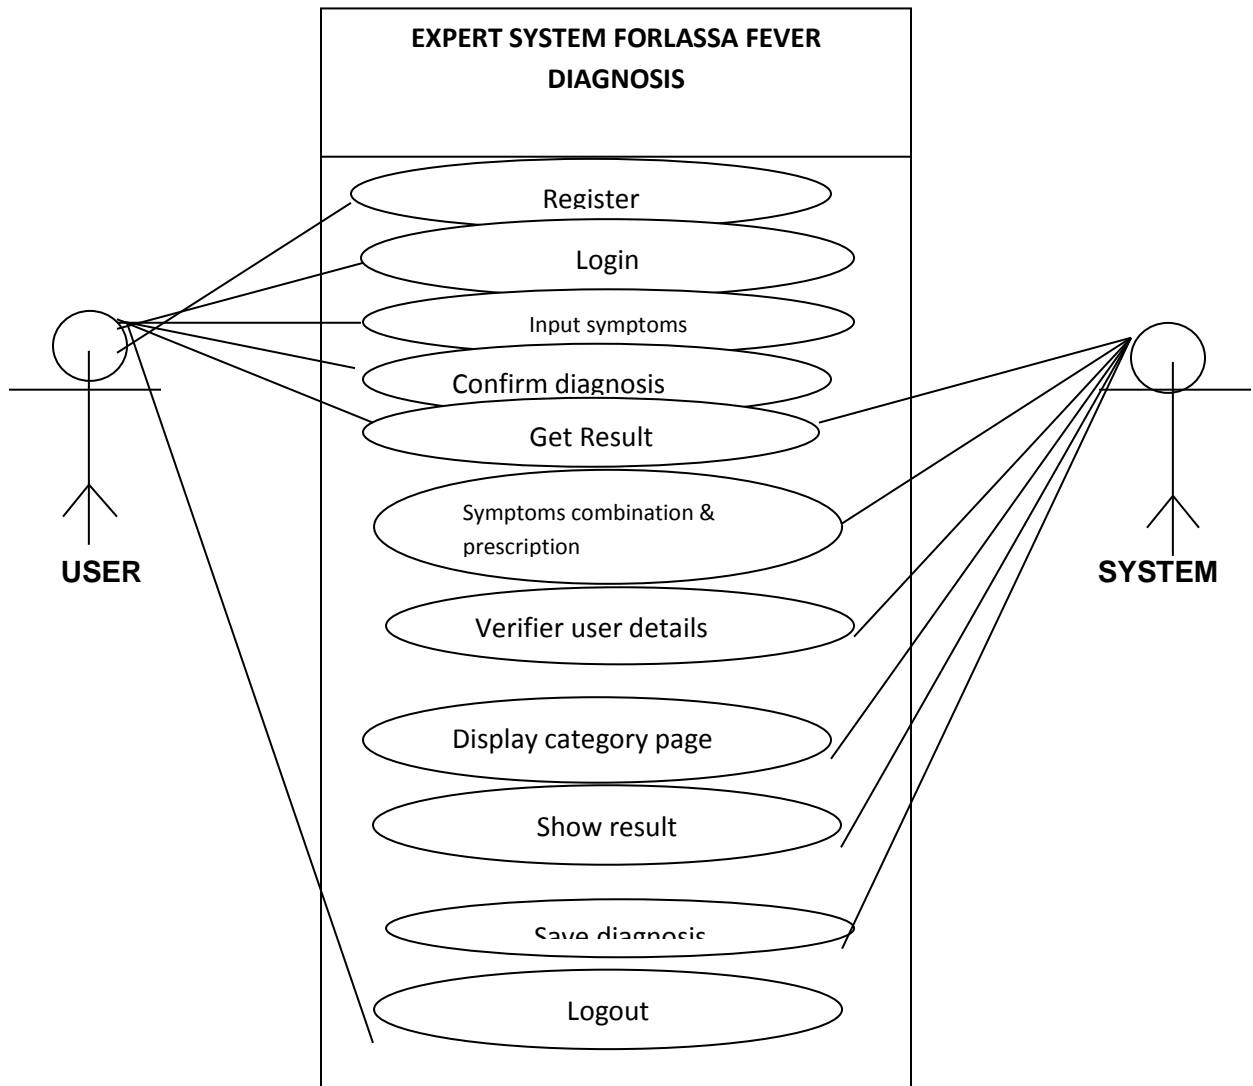 EXPERT SYSTEM FORLASSA FEVER
DIAGNOSIS
Register
Login
Input symptoms
Confirm diagnosis
Get Result
Symptoms combination &
prescription
USER
SYSTEM
Verifier user details
Display category page
Show result
Save diagnosis
Logout